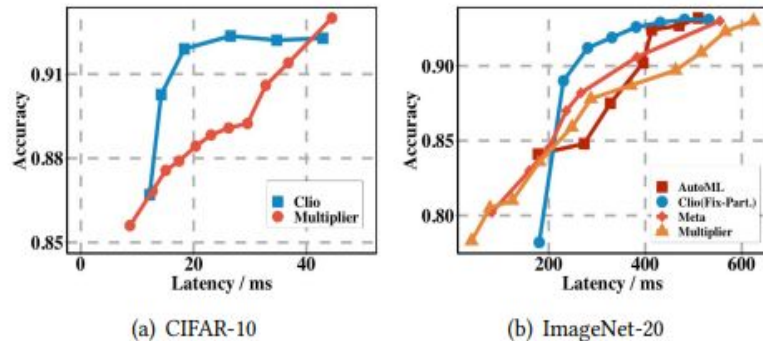 0.91
0.88
0.85
Accuracy
0
20
40
Latency / ms
Clio
Multiplier
(a) CIFAR-10
0.90
0.85
0.80
Accuracy
200
400
600
Latency / ms
AutoML
Clio(Fix-Part.)
Meta
Multiplier
(b) ImageNet-20